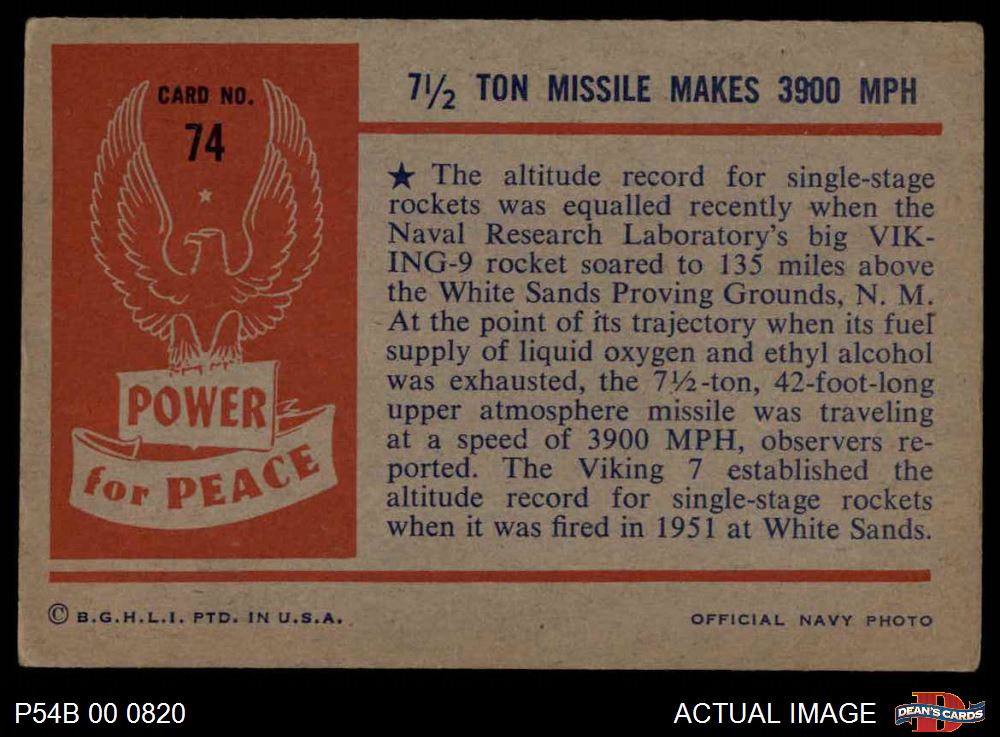 CARD NO.
74
POWER
for PEACE
7½ TON MISSILE MAKES 3900 MPH
★ The altitude record for single-stage
rockets was equalled recently when the
Naval Research Laboratory's big VIK-
ING-9 rocket soared to 135 miles above
the White Sands Proving Grounds, N. M.
At the point of its trajectory when its fuel
supply of liquid oxygen and ethyl alcohol
was exhausted, the 7½-ton, 42-foot-long
upper atmosphere missile was traveling
at a speed of 3900 MPH, observers re-
ported. The Viking 7 established the
altitude record for single-stage rockets
when it was fired in 1951 at White Sands.
© B.G.H.L.I. PTD. IN U.S.A.
OFFICIAL NAVY PHOTO
P54B 00 0820
ACTUAL IMAGE
DEAN'S CARDS